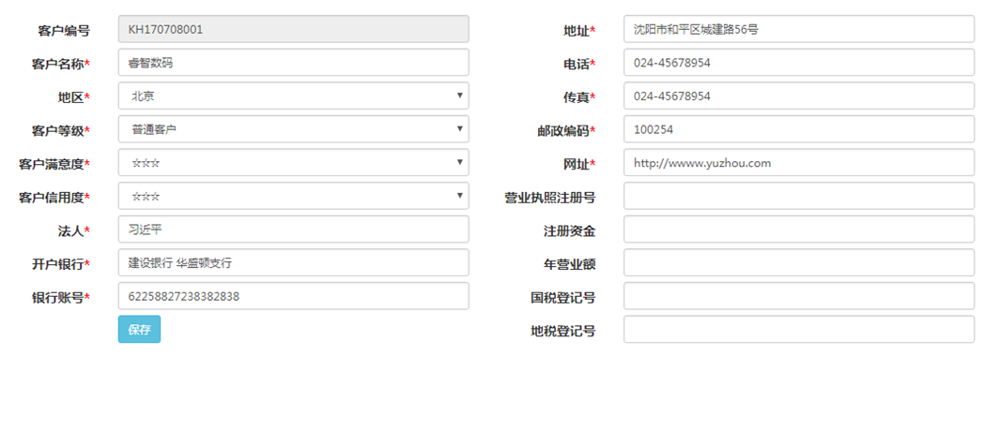 客户编号 KH170708001
客户名称* 睿智数码
地区* 北京
客户等级* 普通客户
客户满意度* ☆☆☆
客户信用度* ☆☆☆
法人* 习近平
开户银行* 建设银行 华盛顿支行
银行账号* 62258827238382838
保存
地址* 沈阳市和平区城建路56号
电话* 024-45678954
传真* 024-45678954
邮政编码* 100254
网址* http://wwww.yuzhou.com
营业执照注册号
注册资金
年营业额
国税登记号
地税登记号